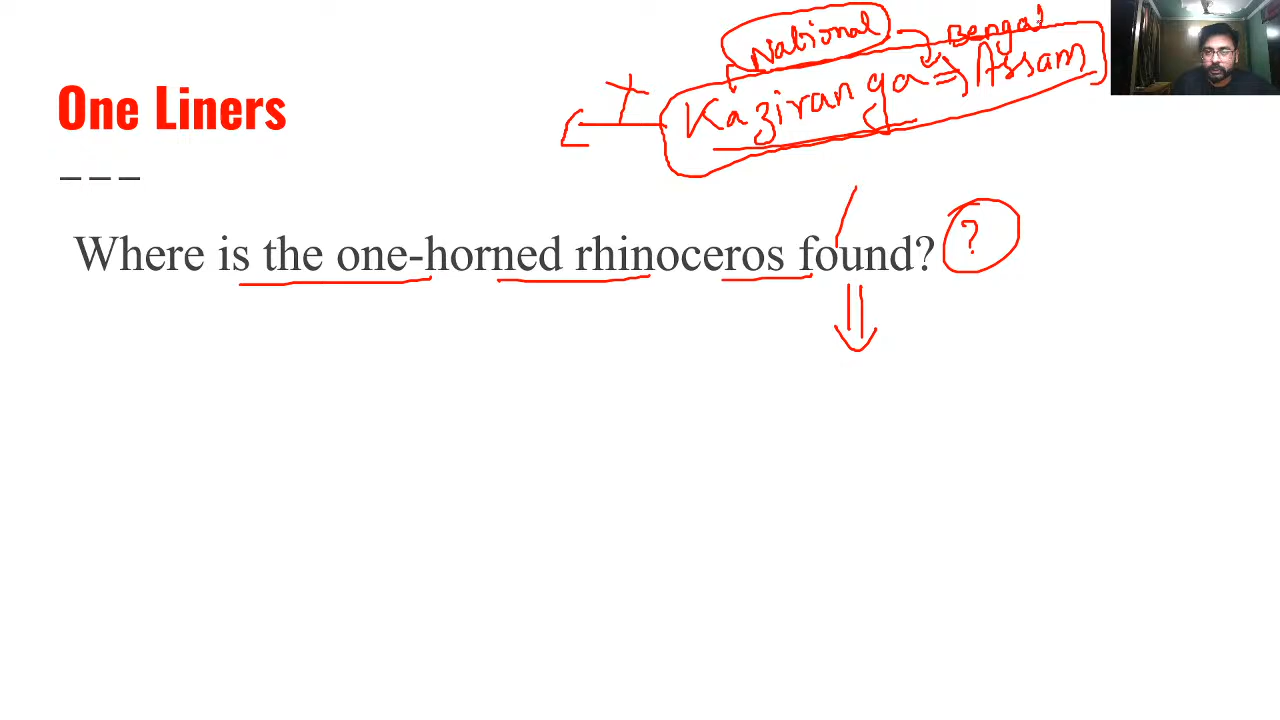 National
Bengal
Kaziranga => Assam
One Liners
Where is the one-horned rhinoceros found? ?